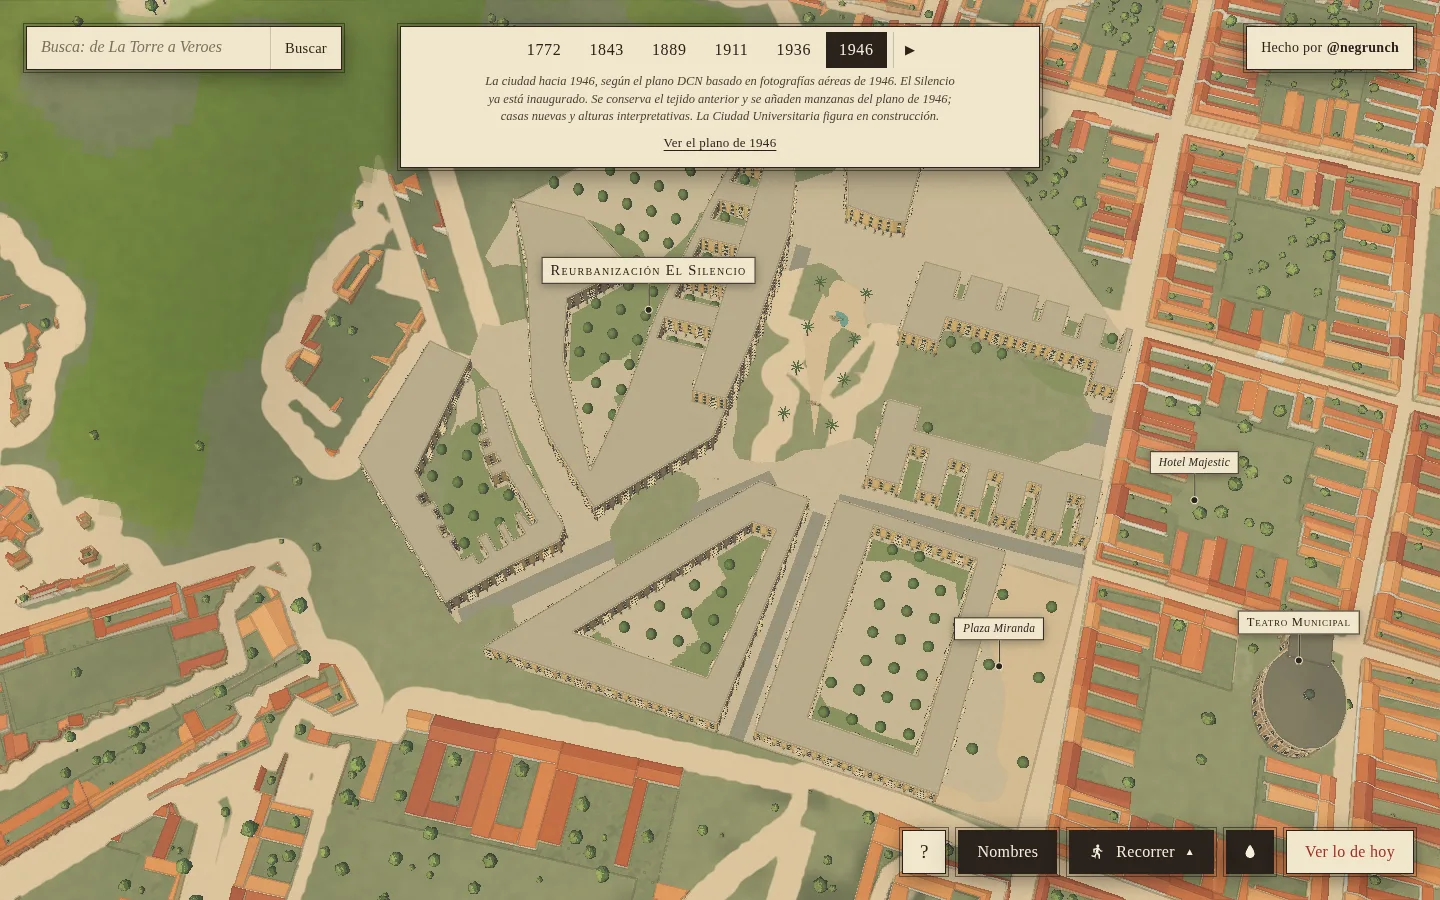 Busca: de La Torre a Veroes
Buscar
1772 1843 1889 1911 1936 1946 ▶
La ciudad hacia 1946, según el plano DCN basado en fotografías aéreas de 1946. El Silencio
ya está inaugurado. Se conserva el tejido anterior y se añaden manzanas del plano de 1946;
casas nuevas y alturas interpretativas. La Ciudad Universitaria figura en construcción.
Ver el plano de 1946
Hecho por @negrunch
Reurbanización El Silencio
Hotel Majestic
Teatro Municipal
Plaza Miranda
?
Nombres
Recorrer ▲
Ver lo de hoy